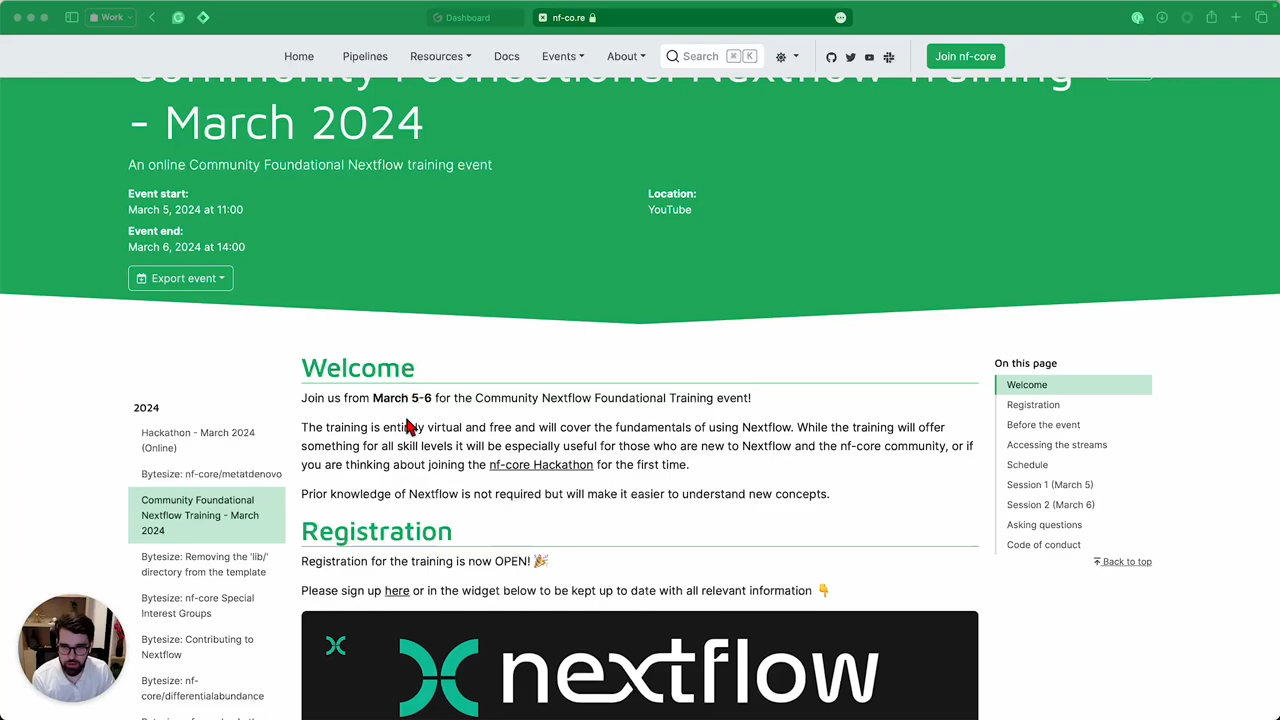 Work
Dashboard
nf-co.re
Home
Pipelines
Resources
Docs
Events
About
Search
⌘ K
Join nf-core
Community Foundational Nextflow Training
- March 2024
An online Community Foundational Nextflow training event
Event start:
March 5, 2024 at 11:00
Location:
YouTube
Event end:
March 6, 2024 at 14:00
Export event
2024
Hackathon - March 2024
(Online)
Bytesize: nf-core/metatdenovo
Community Foundational
Nextflow Training - March
2024
Bytesize: Removing the 'lib/'
directory from the template
Bytesize: nf-core Special
Interest Groups
Bytesize: Contributing to
Nextflow
Bytesize: nf-
core/differentialabundance
Welcome
Join us from March 5-6 for the Community Nextflow Foundational Training event!
The training is entirely virtual and free and will cover the fundamentals of using Nextflow. While the training will offer
something for all skill levels it will be especially useful for those who are new to Nextflow and the nf-core community, or if
you are thinking about joining the nf-core Hackathon for the first time.
Prior knowledge of Nextflow is not required but will make it easier to understand new concepts.
Registration
Registration for the training is now OPEN! 🎉
Please sign up here or in the widget below to be kept up to date with all relevant information 👇
nextflow
On this page
Welcome
Registration
Before the event
Accessing the streams
Schedule
Session 1 (March 5)
Session 2 (March 6)
Asking questions
Code of conduct
Back to top